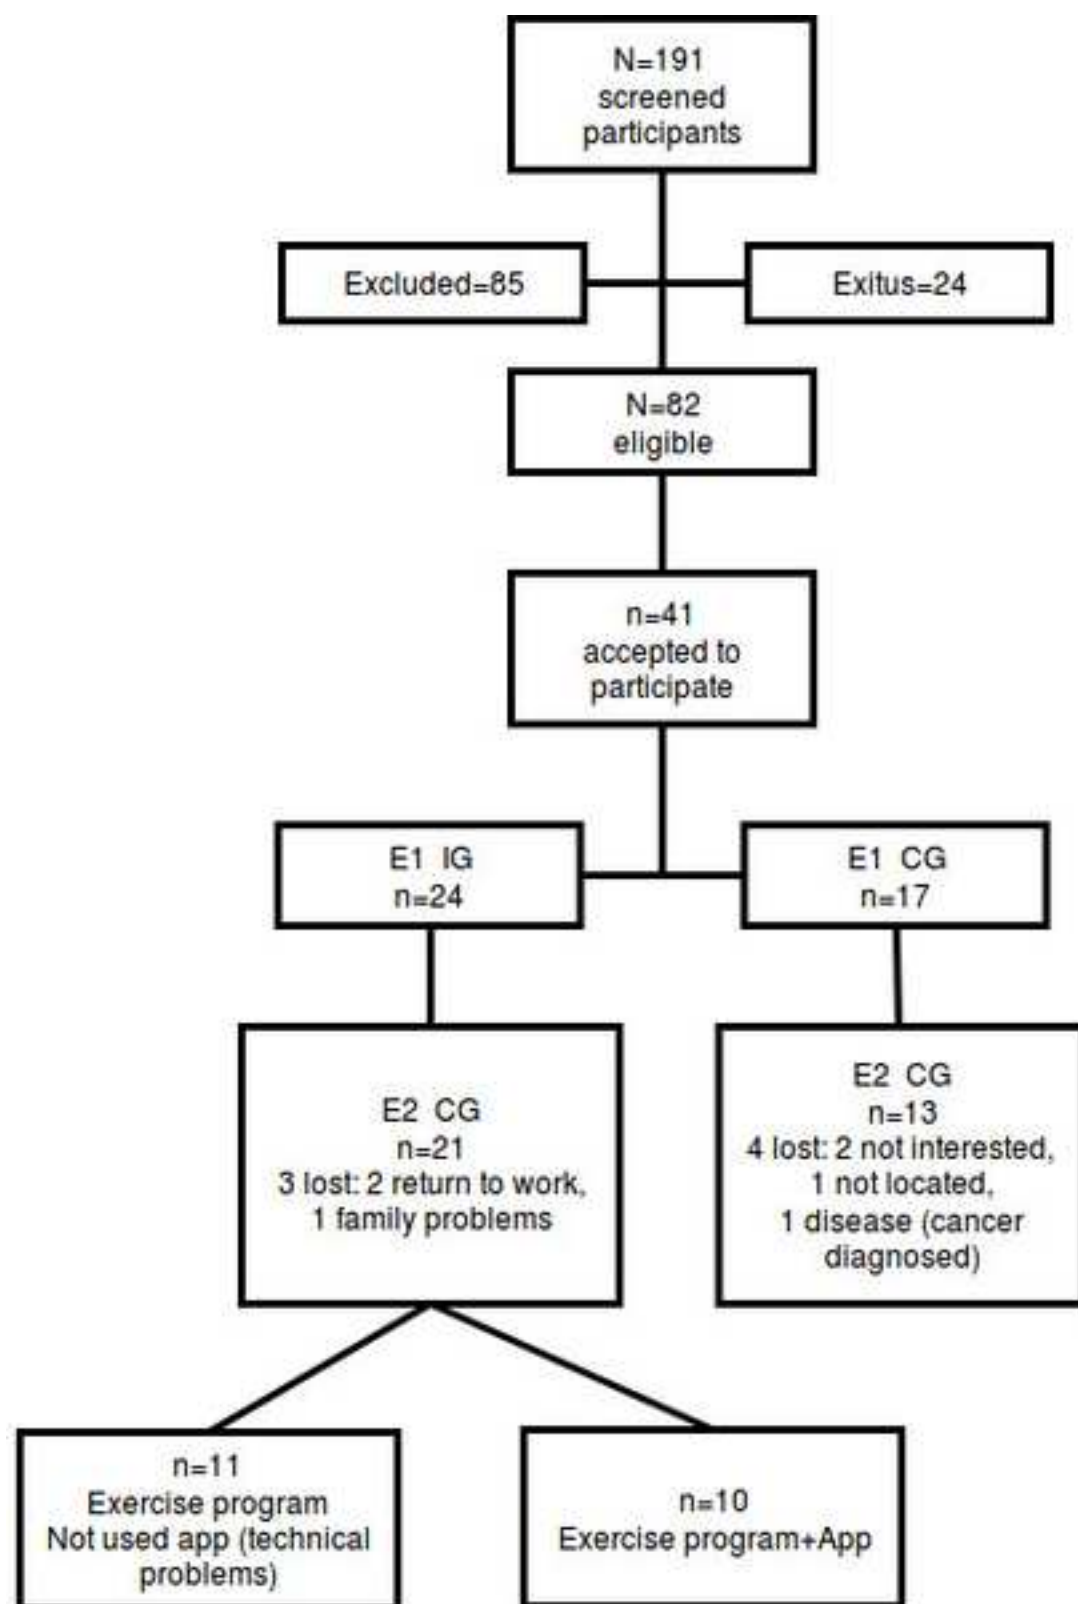 N=191
screened
participants
Excluded=85
Exitus=24
N=82
eligible
n=41
accepted to
participate
E1 IG
n=24
E1 CG
n=17
E2 CG
n=21
3 lost: 2 return to work,
1 family problems
E2 CG
n=13
4 lost: 2 not interested,
1 not located,
1 disease (cancer
diagnosed)
n=11
Exercise program
Not used app (technical
problems)
n=10
Exercise program+App